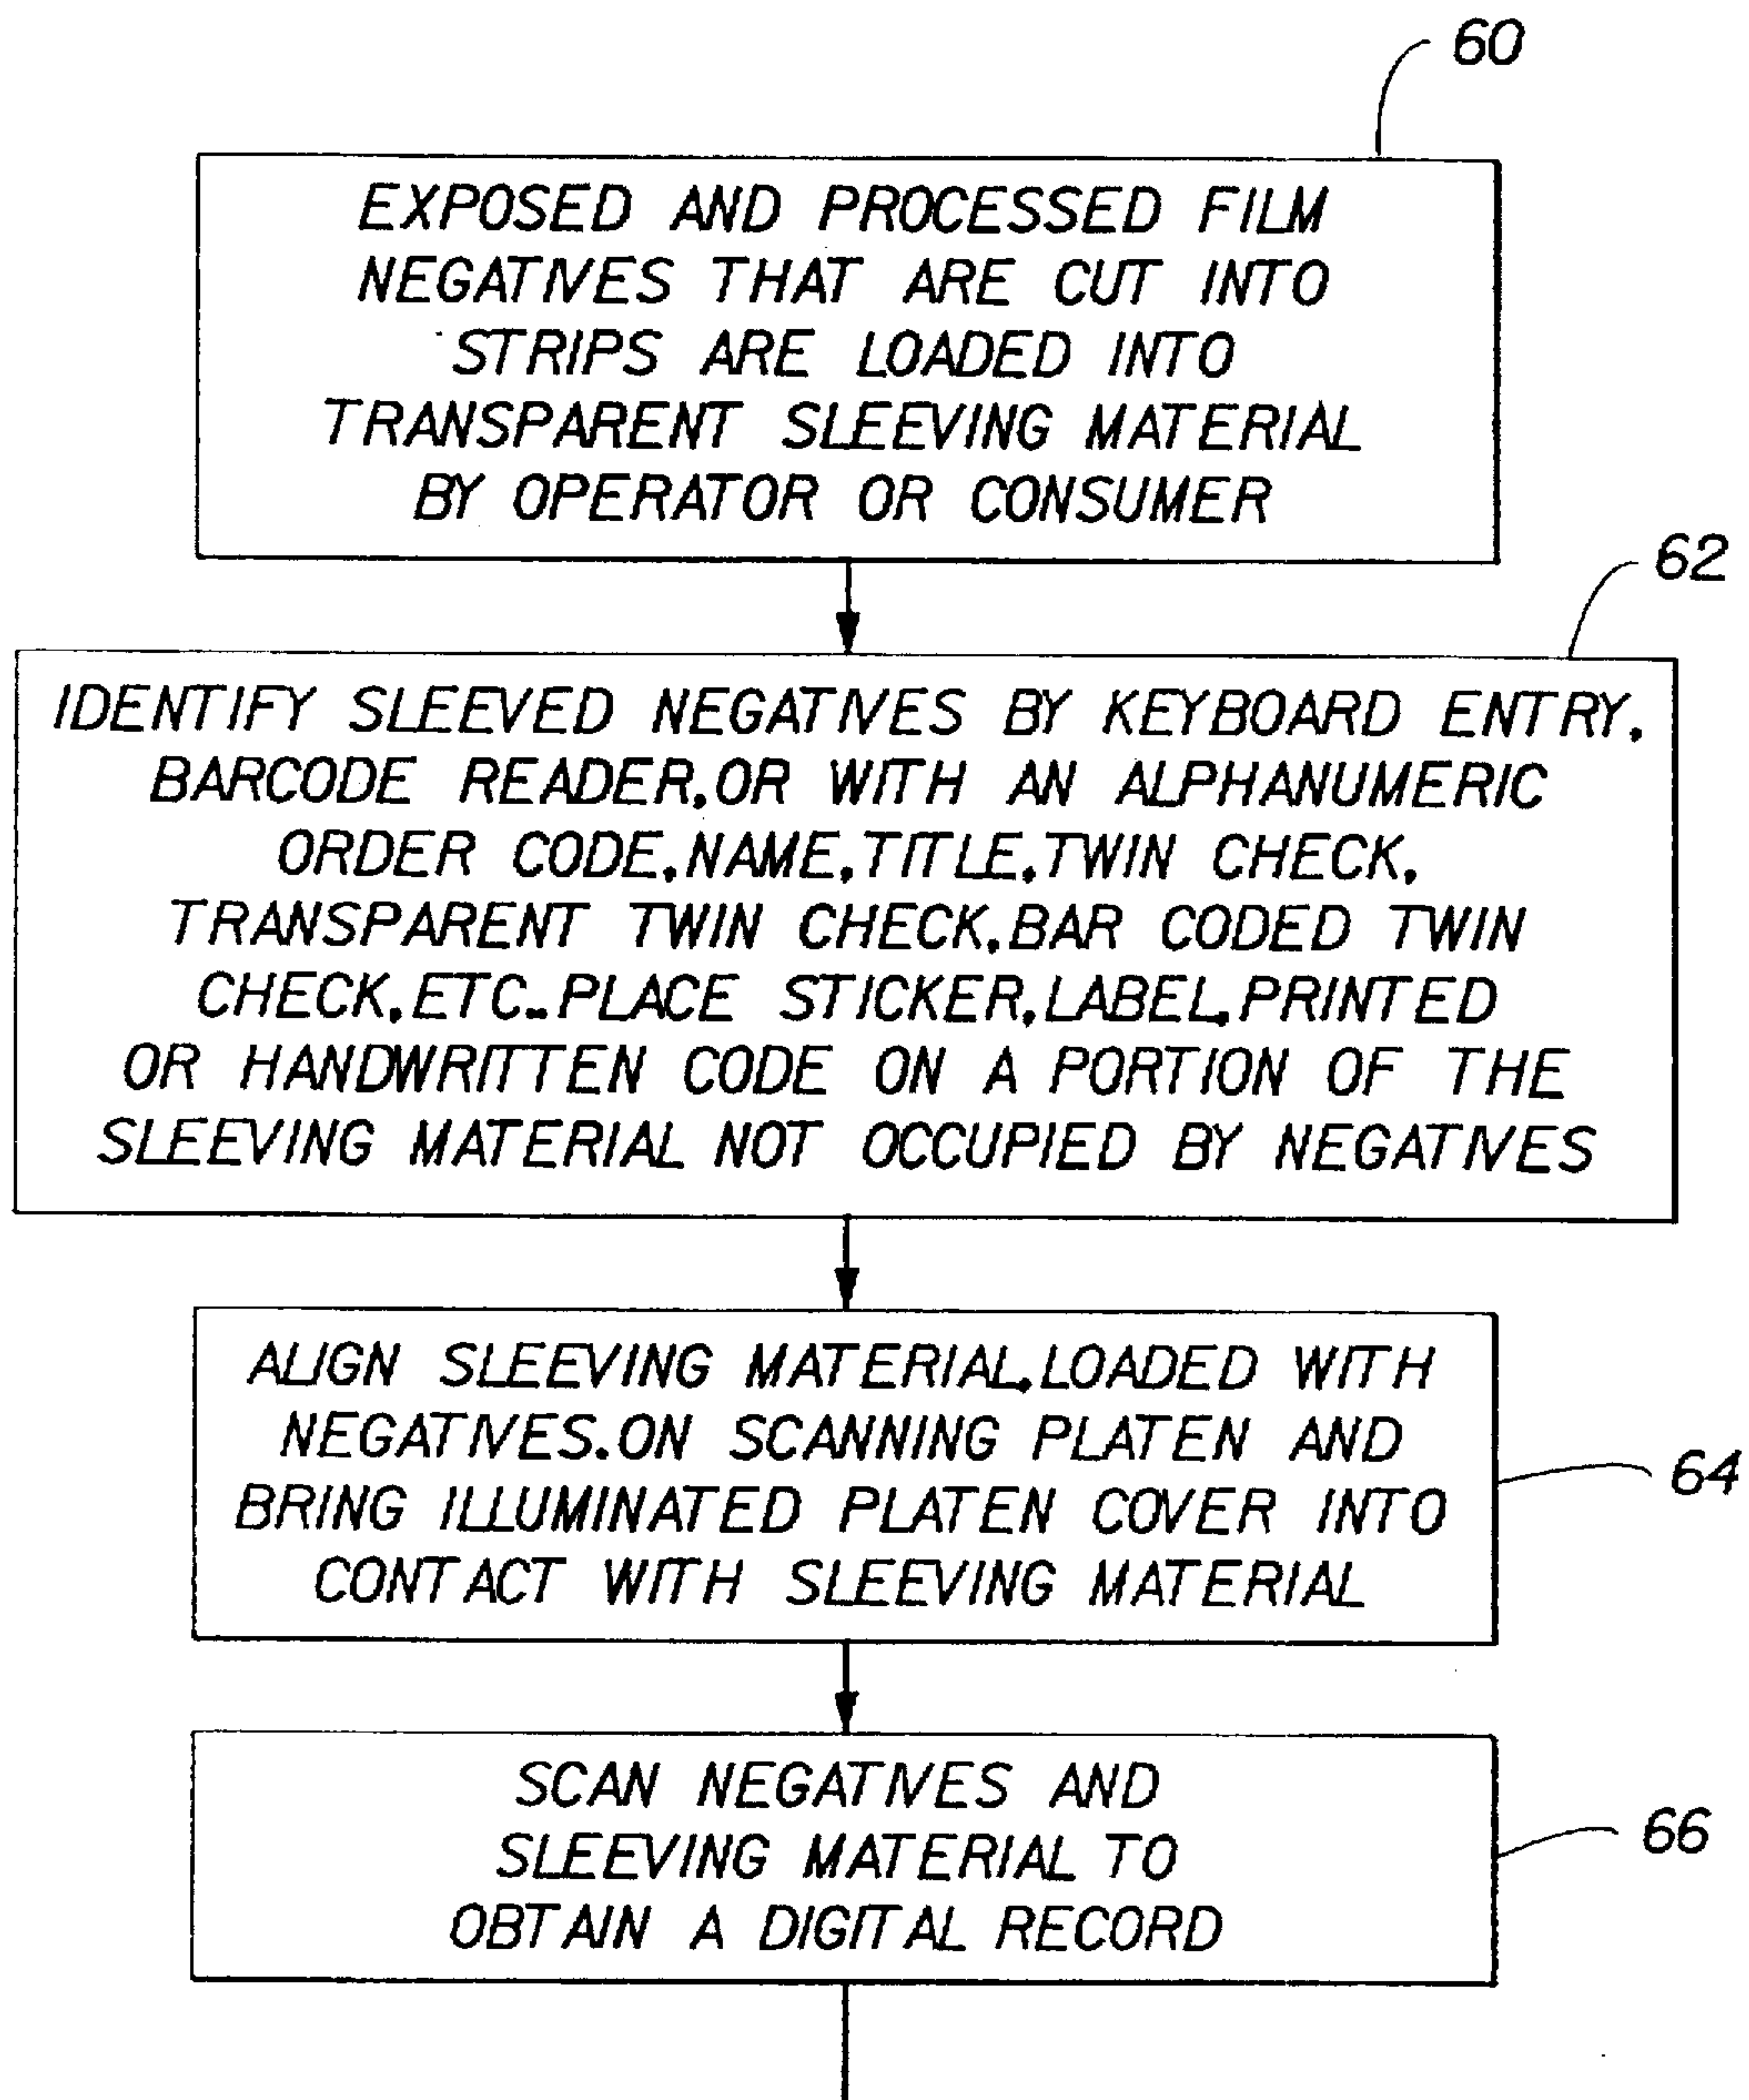 60
EXPOSED AND PROCESSED FILM
NEGATIVES THAT ARE CUT INTO
STRIPS ARE LOADED INTO
TRANSPARENT SLEEVING MATERIAL
BY OPERATOR OR CONSUMER
62
IDENTIFY SLEEVED NEGATIVES BY KEYBOARD ENTRY,
BARCODE READER, OR WITH AN ALPHANUMERIC
ORDER CODE, NAME, TITLE, TWIN CHECK,
TRANSPARENT TWIN CHECK, BAR CODED TWIN
CHECK, ETC.. PLACE STICKER, LABEL, PRINTED
OR HANDWRITTEN CODE ON A PORTION OF THE
SLEEVING MATERIAL NOT OCCUPIED BY NEGATIVES
ALIGN SLEEVING MATERIAL, LOADED WITH
NEGATIVES, ON SCANNING PLATEN AND
BRING ILLUMINATED PLATEN COVER INTO
CONTACT WITH SLEEVING MATERIAL
64
SCAN NEGATIVES AND
SLEEVING MATERIAL TO
OBTAIN A DIGITAL RECORD
66